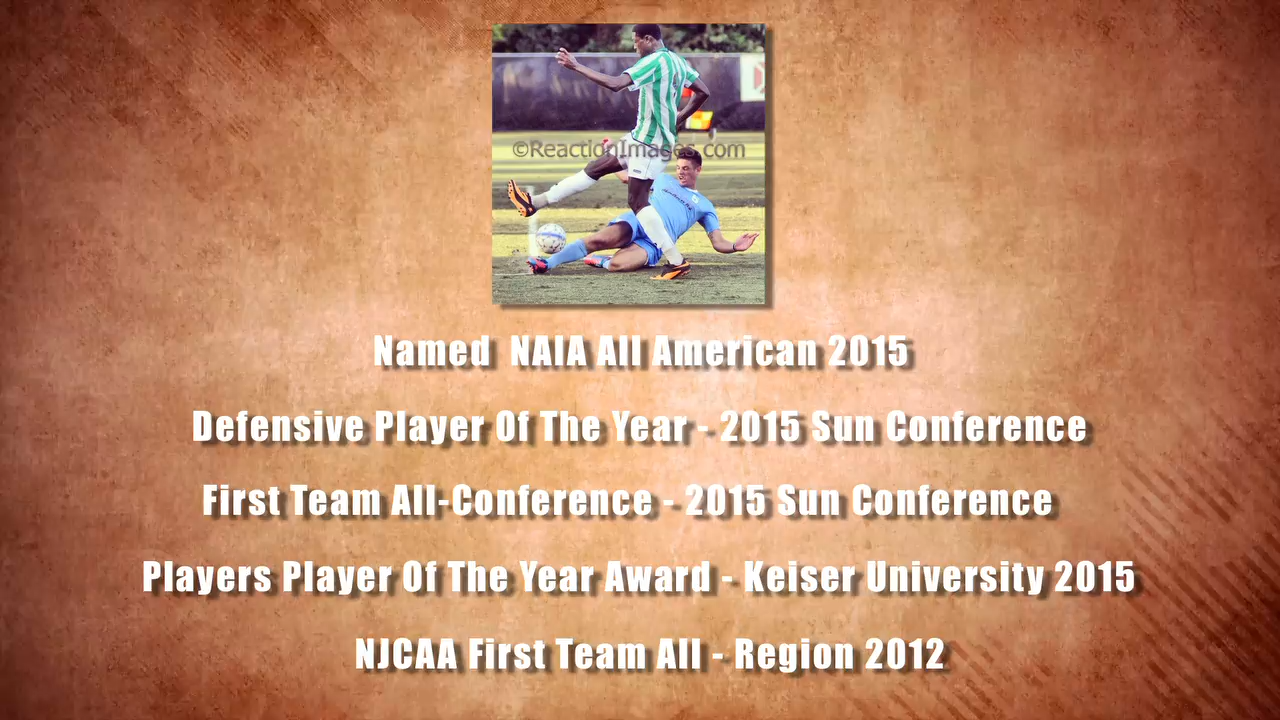 ©ReactionImages.com
Named NAIA All American 2015
Defensive Player Of The Year - 2015 Sun Conference
First Team All-Conference - 2015 Sun Conference
Players Player Of The Year Award - Keiser University 2015
NJCAA First Team All - Region 2012